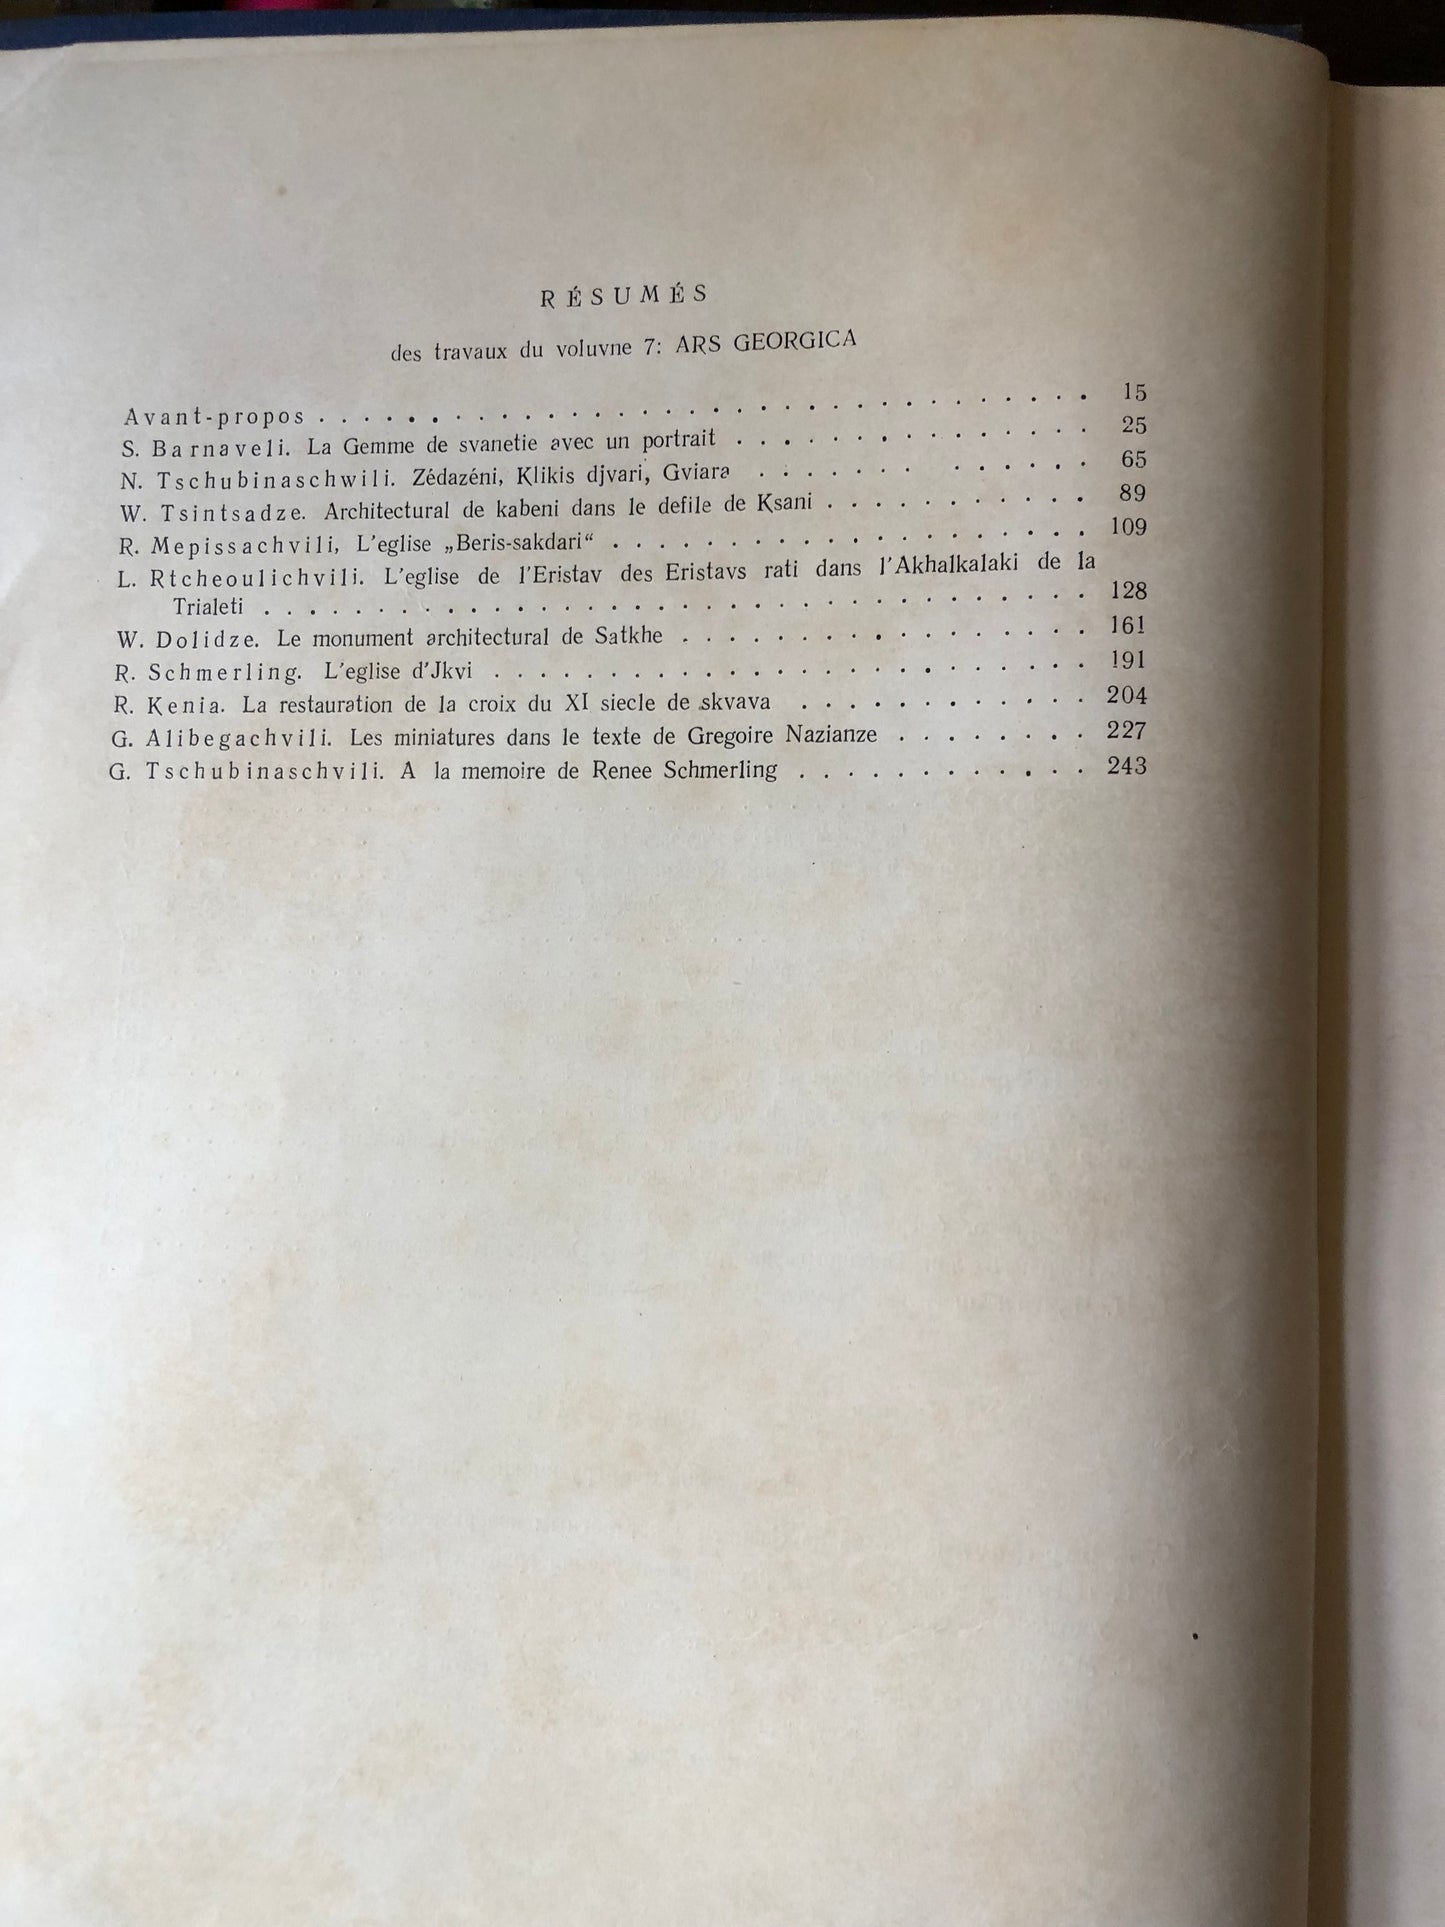 RÉSUMÉS
des travaux du voluvne 7: ARS GEORGICA
Avant-propos . . . . . . . . . . . . . . . . . . . . . . . . . . . . . . . . . 15
S. Barnaveli. La Gemme de svanetie avec un portrait . . . . . . . . . . . . . . . 25
N. Tschubinaschwili. Zédazéni, Klikis djvari, Gviara . . . . . . . . . . . . . 65
W. Tsintsadze. Architectural de kabeni dans le defile de Ksani . . . . . . . . . . . 89
R. Mepissachvili, L'eglise „Beris-sakdari“ . . . . . . . . . . . . . . . . . . . . 109
L. Rtcheoulichvili. L'eglise de l'Eristav des Eristavs rati dans l'Akhalkalaki de la
Trialeti . . . . . . . . . . . . . . . . . . . . . . . . . . . . . . . . . . . 128
W. Dolidze. Le monument architectural de Satkhe . . . . . . . . . . . . . . . . . 161
R. Schmerling. L'eglise d'Jkvi . . . . . . . . . . . . . . . . . . . . . . . . . 191
R. Kenia. La restauration de la croix du XI siecle de skvava . . . . . . . . . . . . 204
G. Alibegachvili. Les miniatures dans le texte de Gregoire Nazianze . . . . . . . . 227
G. Tschubinaschvili. A la memoire de Renee Schmerling . . . . . . . . . . . . 243